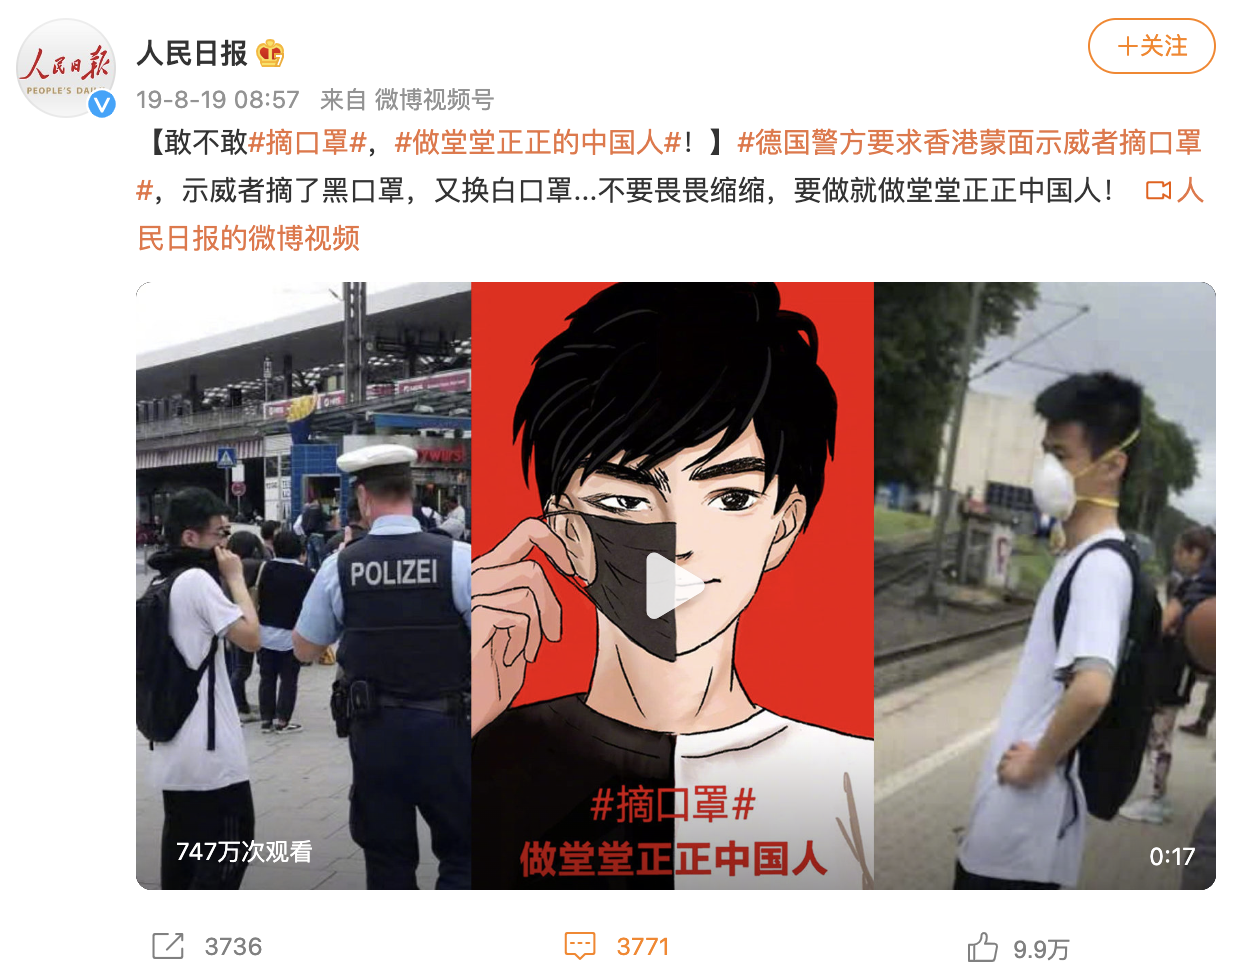 人民日报
人民日报
PEOPLE'S DA
19-8-19 08:57 来自 微博视频号
+关注
【敢不敢#摘口罩#，#做堂堂正正的中国人#！】#德国警方要求香港蒙面示威者摘口罩
#，示威者摘了黑口罩，又换白口罩...不要畏畏缩缩，要做就做堂堂正正中国人！ 人
民日报的微博视频
POLIZEI
#摘口罩#
做堂堂正正中国人
747万次观看
0:17
3736
3771
9.9万